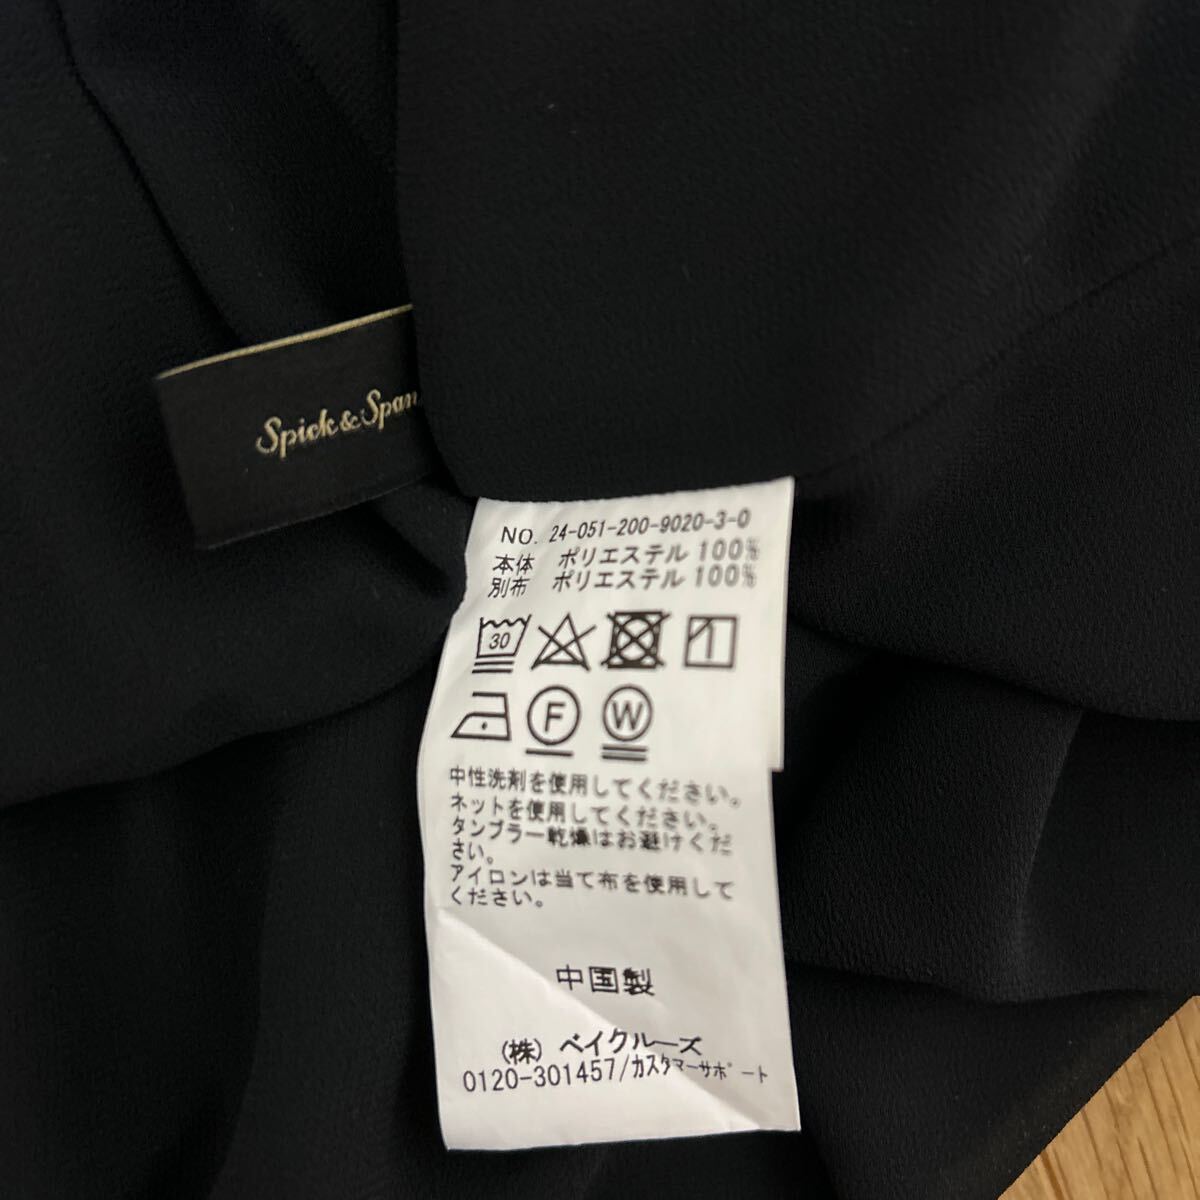 Spick & Span
NO. 24-051-200-9020-3-0
本体 ポリエステル 100%
別布 ポリエステル 100%
30
F W
中性洗剤を使用してください。
ネットを使用してください。
タンブラー乾燥はお避けくだ
さい。
アイロンは当て布を使用して
ください。
中国製
(株) ベイクルーズ
0120-301457/カスタマーサポート